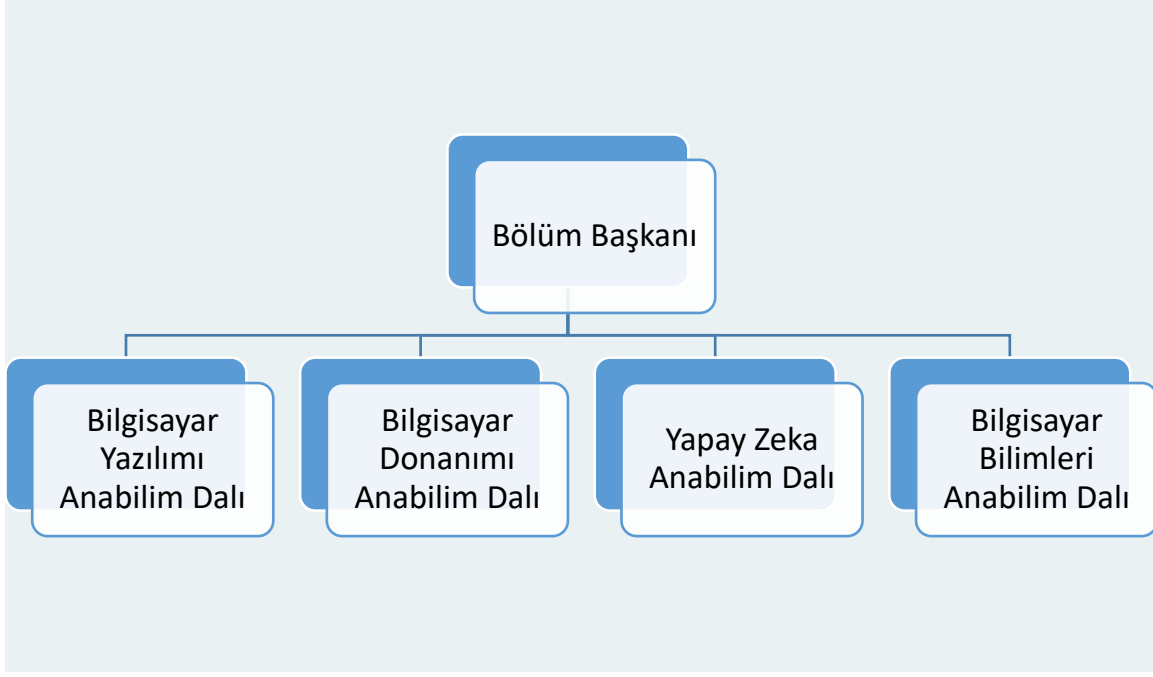 Bölüm Başkanı
Bilgisayar
Yazılımı
Anabilim Dalı
Bilgisayar
Donanımı
Anabilim Dalı
Yapay Zeka
Anabilim Dalı
Bilgisayar
Bilimleri
Anabilim Dalı